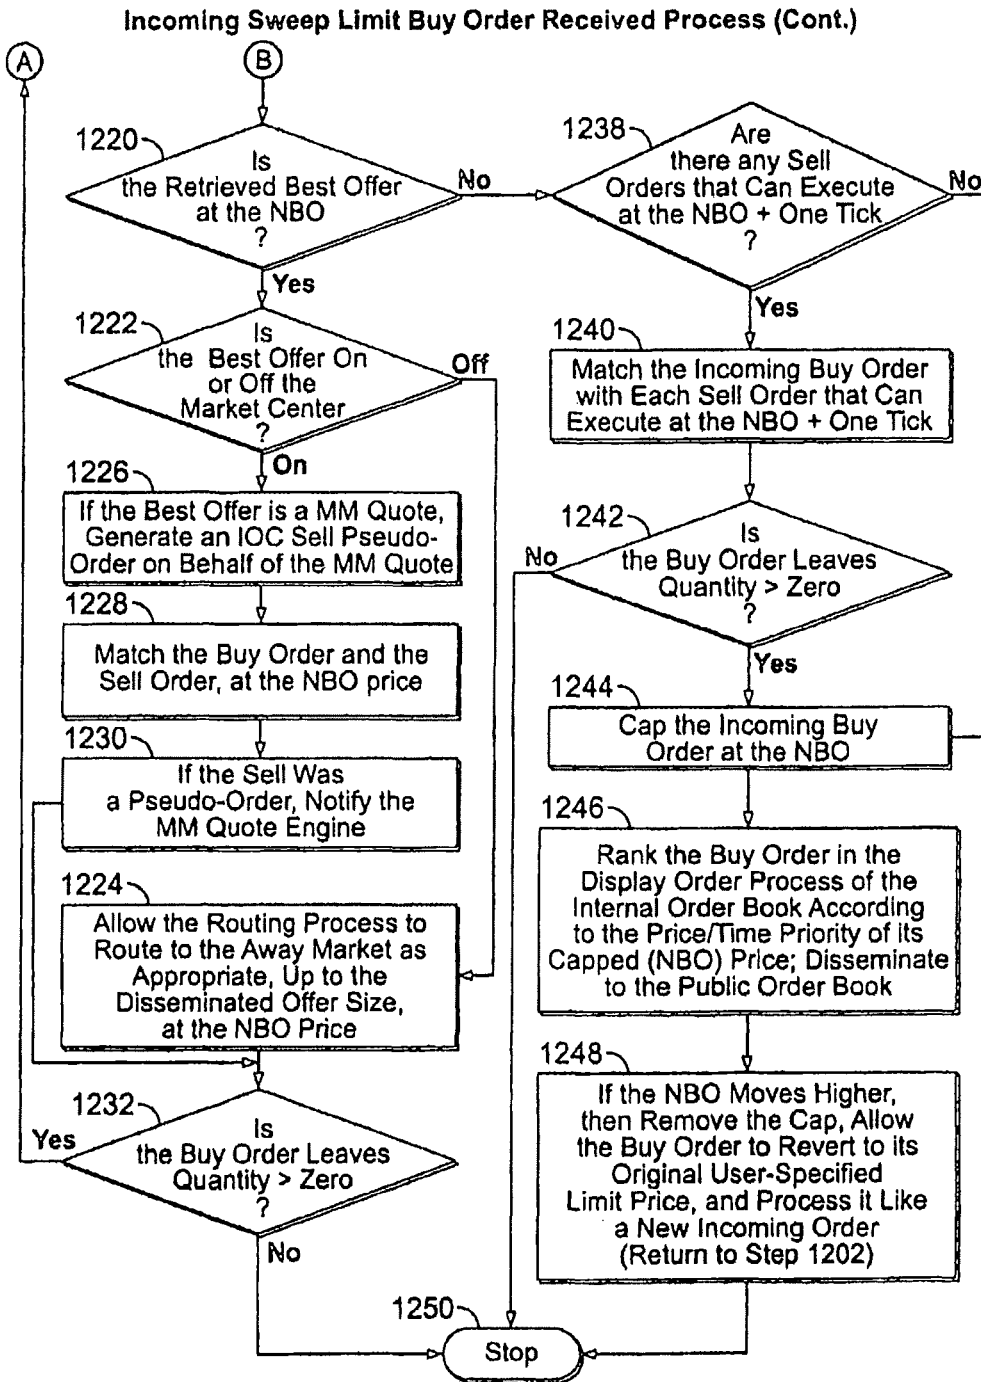 Incoming Sweep Limit Buy Order Received Process (Cont.)
A
B
1220
Is
the Retrieved Best Offer
at the NBO
?
No
Yes
1222
Is
the Best Offer On
or Off the
Market Center
?
Off
On
1226
If the Best Offer is a MM Quote,
Generate an IOC Sell Pseudo-
Order on Behalf of the MM Quote
1228
Match the Buy Order and the
Sell Order, at the NBO price
1230
If the Sell Was
a Pseudo-Order, Notify the
MM Quote Engine
1224
Allow the Routing Process to
Route to the Away Market as
Appropriate, Up to the
Disseminated Offer Size,
at the NBO Price
1232
Yes
Is
the Buy Order Leaves
Quantity > Zero
?
No
1238
Are
there any Sell
Orders that Can Execute
at the NBO + One Tick
?
No
Yes
1240
Match the Incoming Buy Order
with Each Sell Order that Can
Execute at the NBO + One Tick
1242
No
Is
the Buy Order Leaves
Quantity > Zero
?
Yes
1244
Cap the Incoming Buy
Order at the NBO
1246
Rank the Buy Order in the
Display Order Process of the
Internal Order Book According
to the Price/Time Priority of its
Capped (NBO) Price; Disseminate
to the Public Order Book
1248
If the NBO Moves Higher,
then Remove the Cap, Allow
the Buy Order to Revert to its
Original User-Specified
Limit Price, and Process it Like
a New Incoming Order
(Return to Step 1202)
1250
Stop